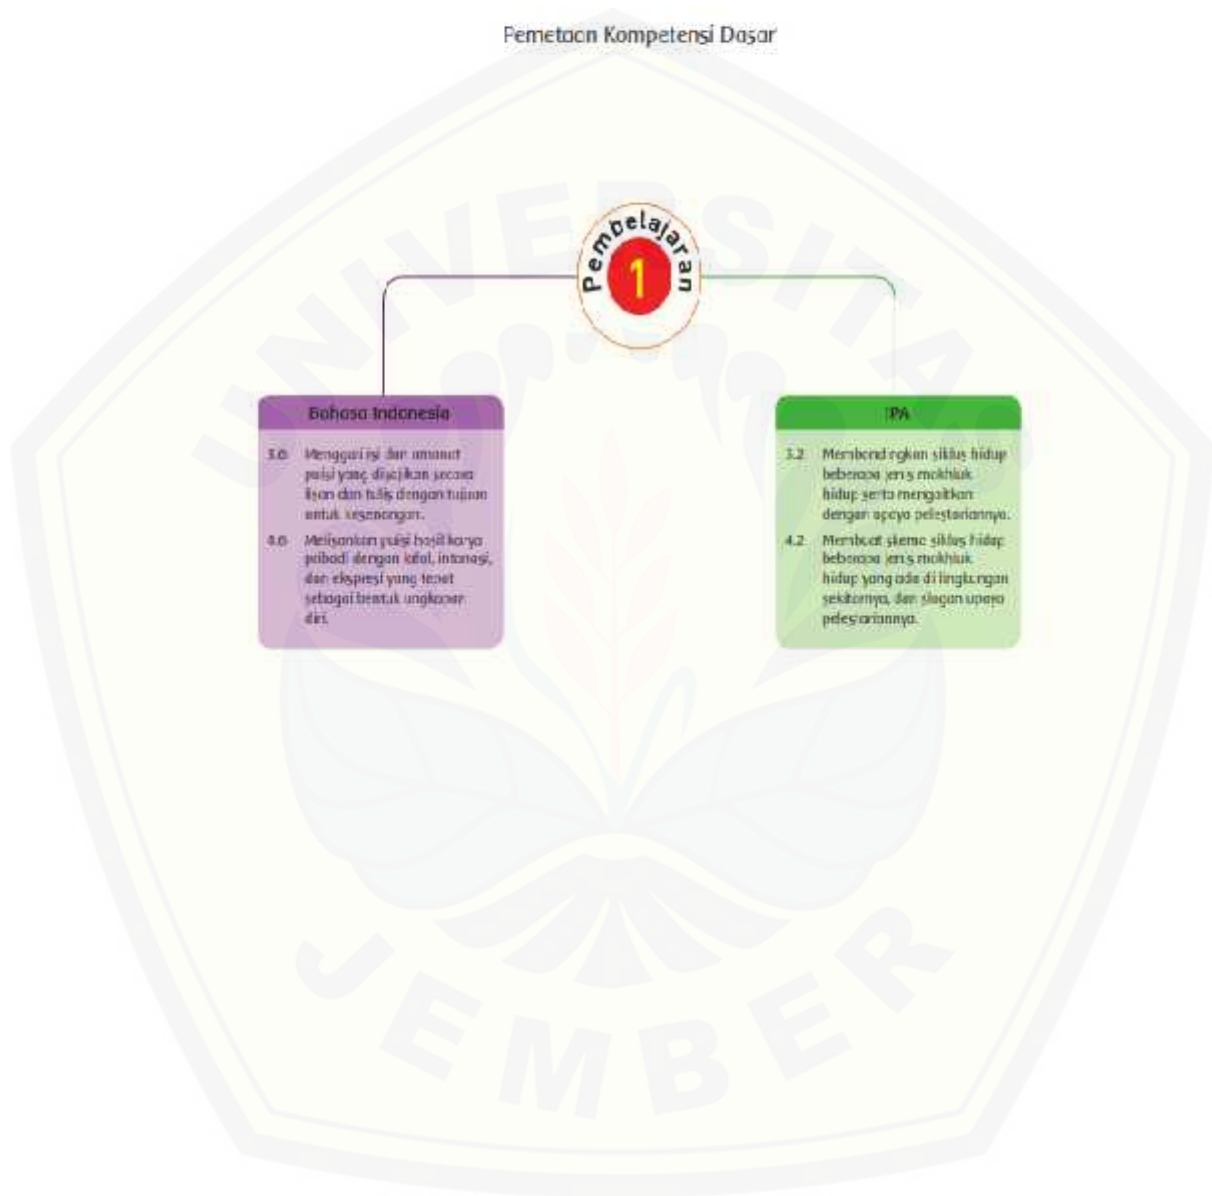 Pemetaan Kompetensi Dasar
UNIVERSITAS
Pembelajaran
1
Bahasa Indonesia
3.6 Menggali isi dan amanat
puisi yang disajikan secara
lisan dan tulis dengan tujuan
untuk kesenangan.
4.6 Melisankan puisi hasil karya
pribadi dengan lafal, intonasi,
dan ekspresi yang tepat
sebagai bentuk ungkapan
diri.
IPA
3.2 Membandingkan siklus hidup
beberapa jenis makhluk
hidup serta mengaitkan
dengan upaya pelestariannya.
4.2 Membuat skema siklus hidup
beberapa jenis makhluk
hidup yang ada di lingkungan
sekitarnya, dan slogan upaya
pelestariannya.
JEMBER